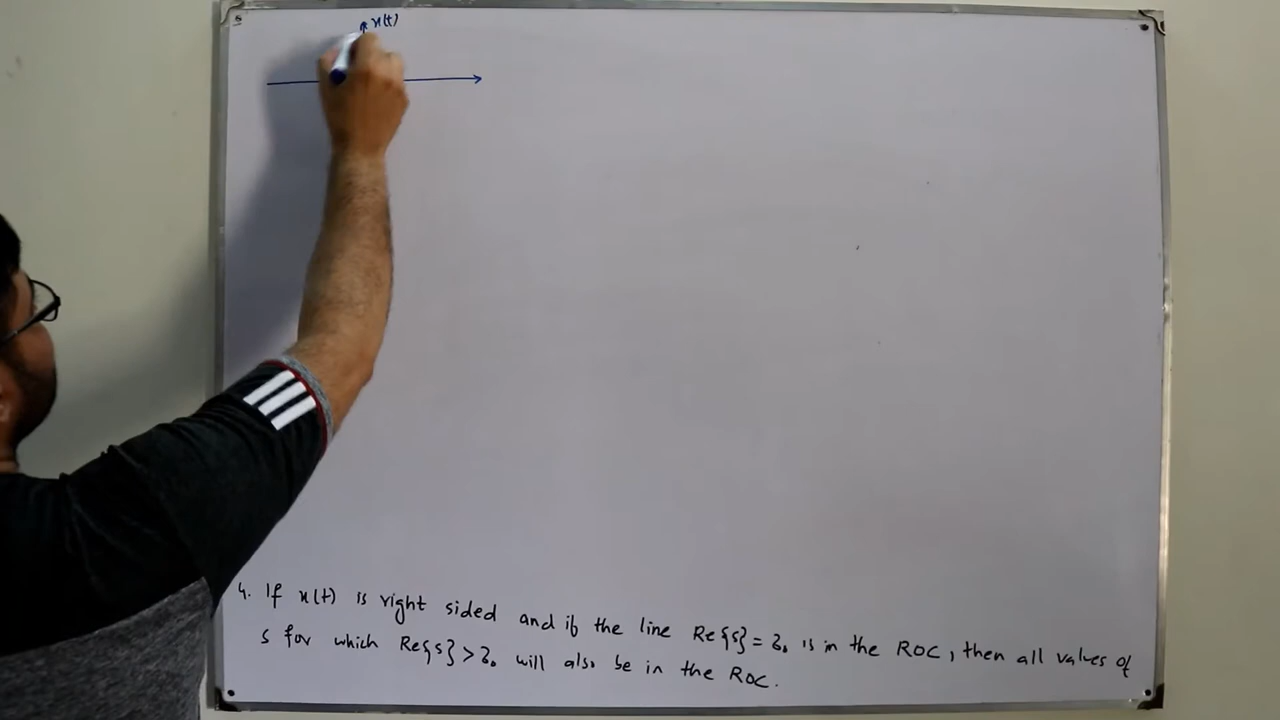 x(t)
4. If x(t) is right sided and if the line Re{s} = σ₀ is in the ROC, then all values of
s for which Re{s} > σ₀ will also be in the ROC.